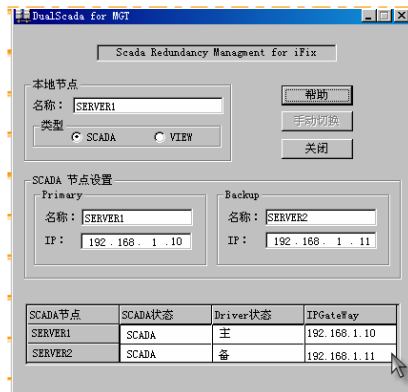 DualScada for MGT
Scada Redundancy Managment for iFix
本地节点
名称： SERVER1
类型
SCADA VIEW
帮助
手动切换
关闭
SCADA 节点设置
Primary
名称： SERVER1
IP： 192 . 168 . 1 . 10
Backup
名称： SERVER2
IP： 192 . 168 . 1 . 11
SCADA节点 SCADA状态 Driver状态 IPGateWay
SERVER1 SCADA 主 192.168.1.10
SERVER2 SCADA 备 192.168.1.11